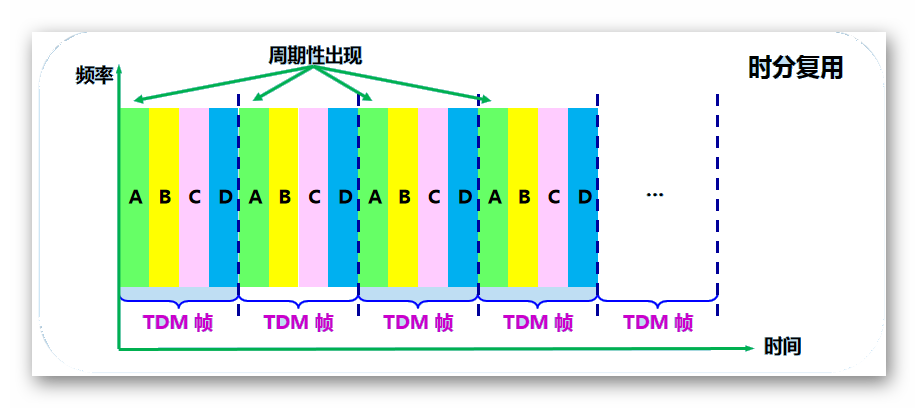 周期性出现
时分复用
频率
A B C D A B C D A B C D A B C D ...
TDM 帧 TDM 帧 TDM 帧 TDM 帧 TDM 帧
时间